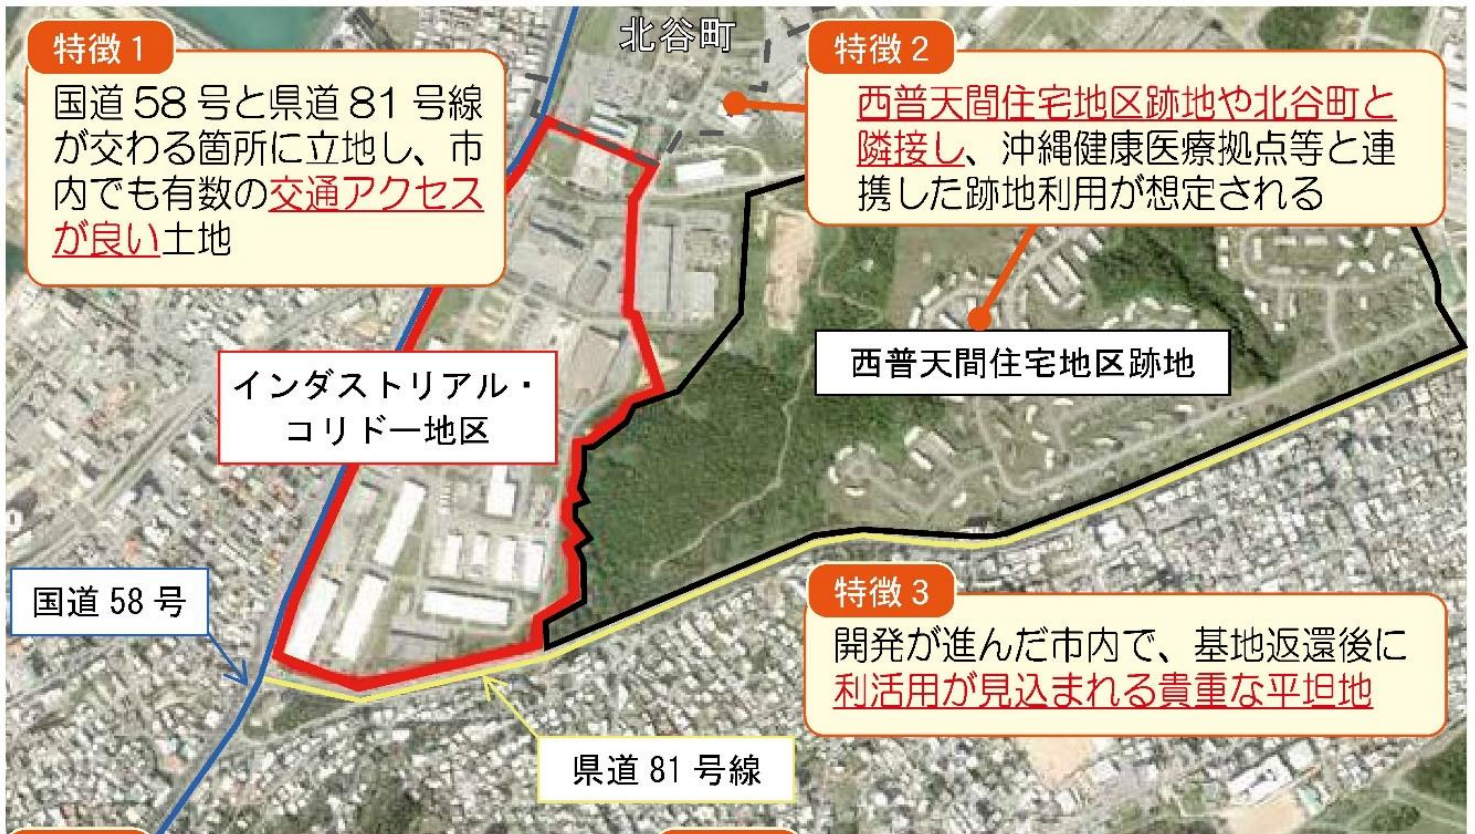 北谷町
特徴1
国道58号と県道81号線
が交わる箇所に立地し、市
内でも有数の交通アクセス
が良い土地
特徴2
西普天間住宅地区跡地や北谷町と
隣接し、沖縄健康医療拠点等と連
携した跡地利用が想定される
インダストリアル・
コリドー地区
西普天間住宅地区跡地
国道58号
特徴3
開発が進んだ市内で、基地返還後に
利活用が見込まれる貴重な平坦地
県道81号線